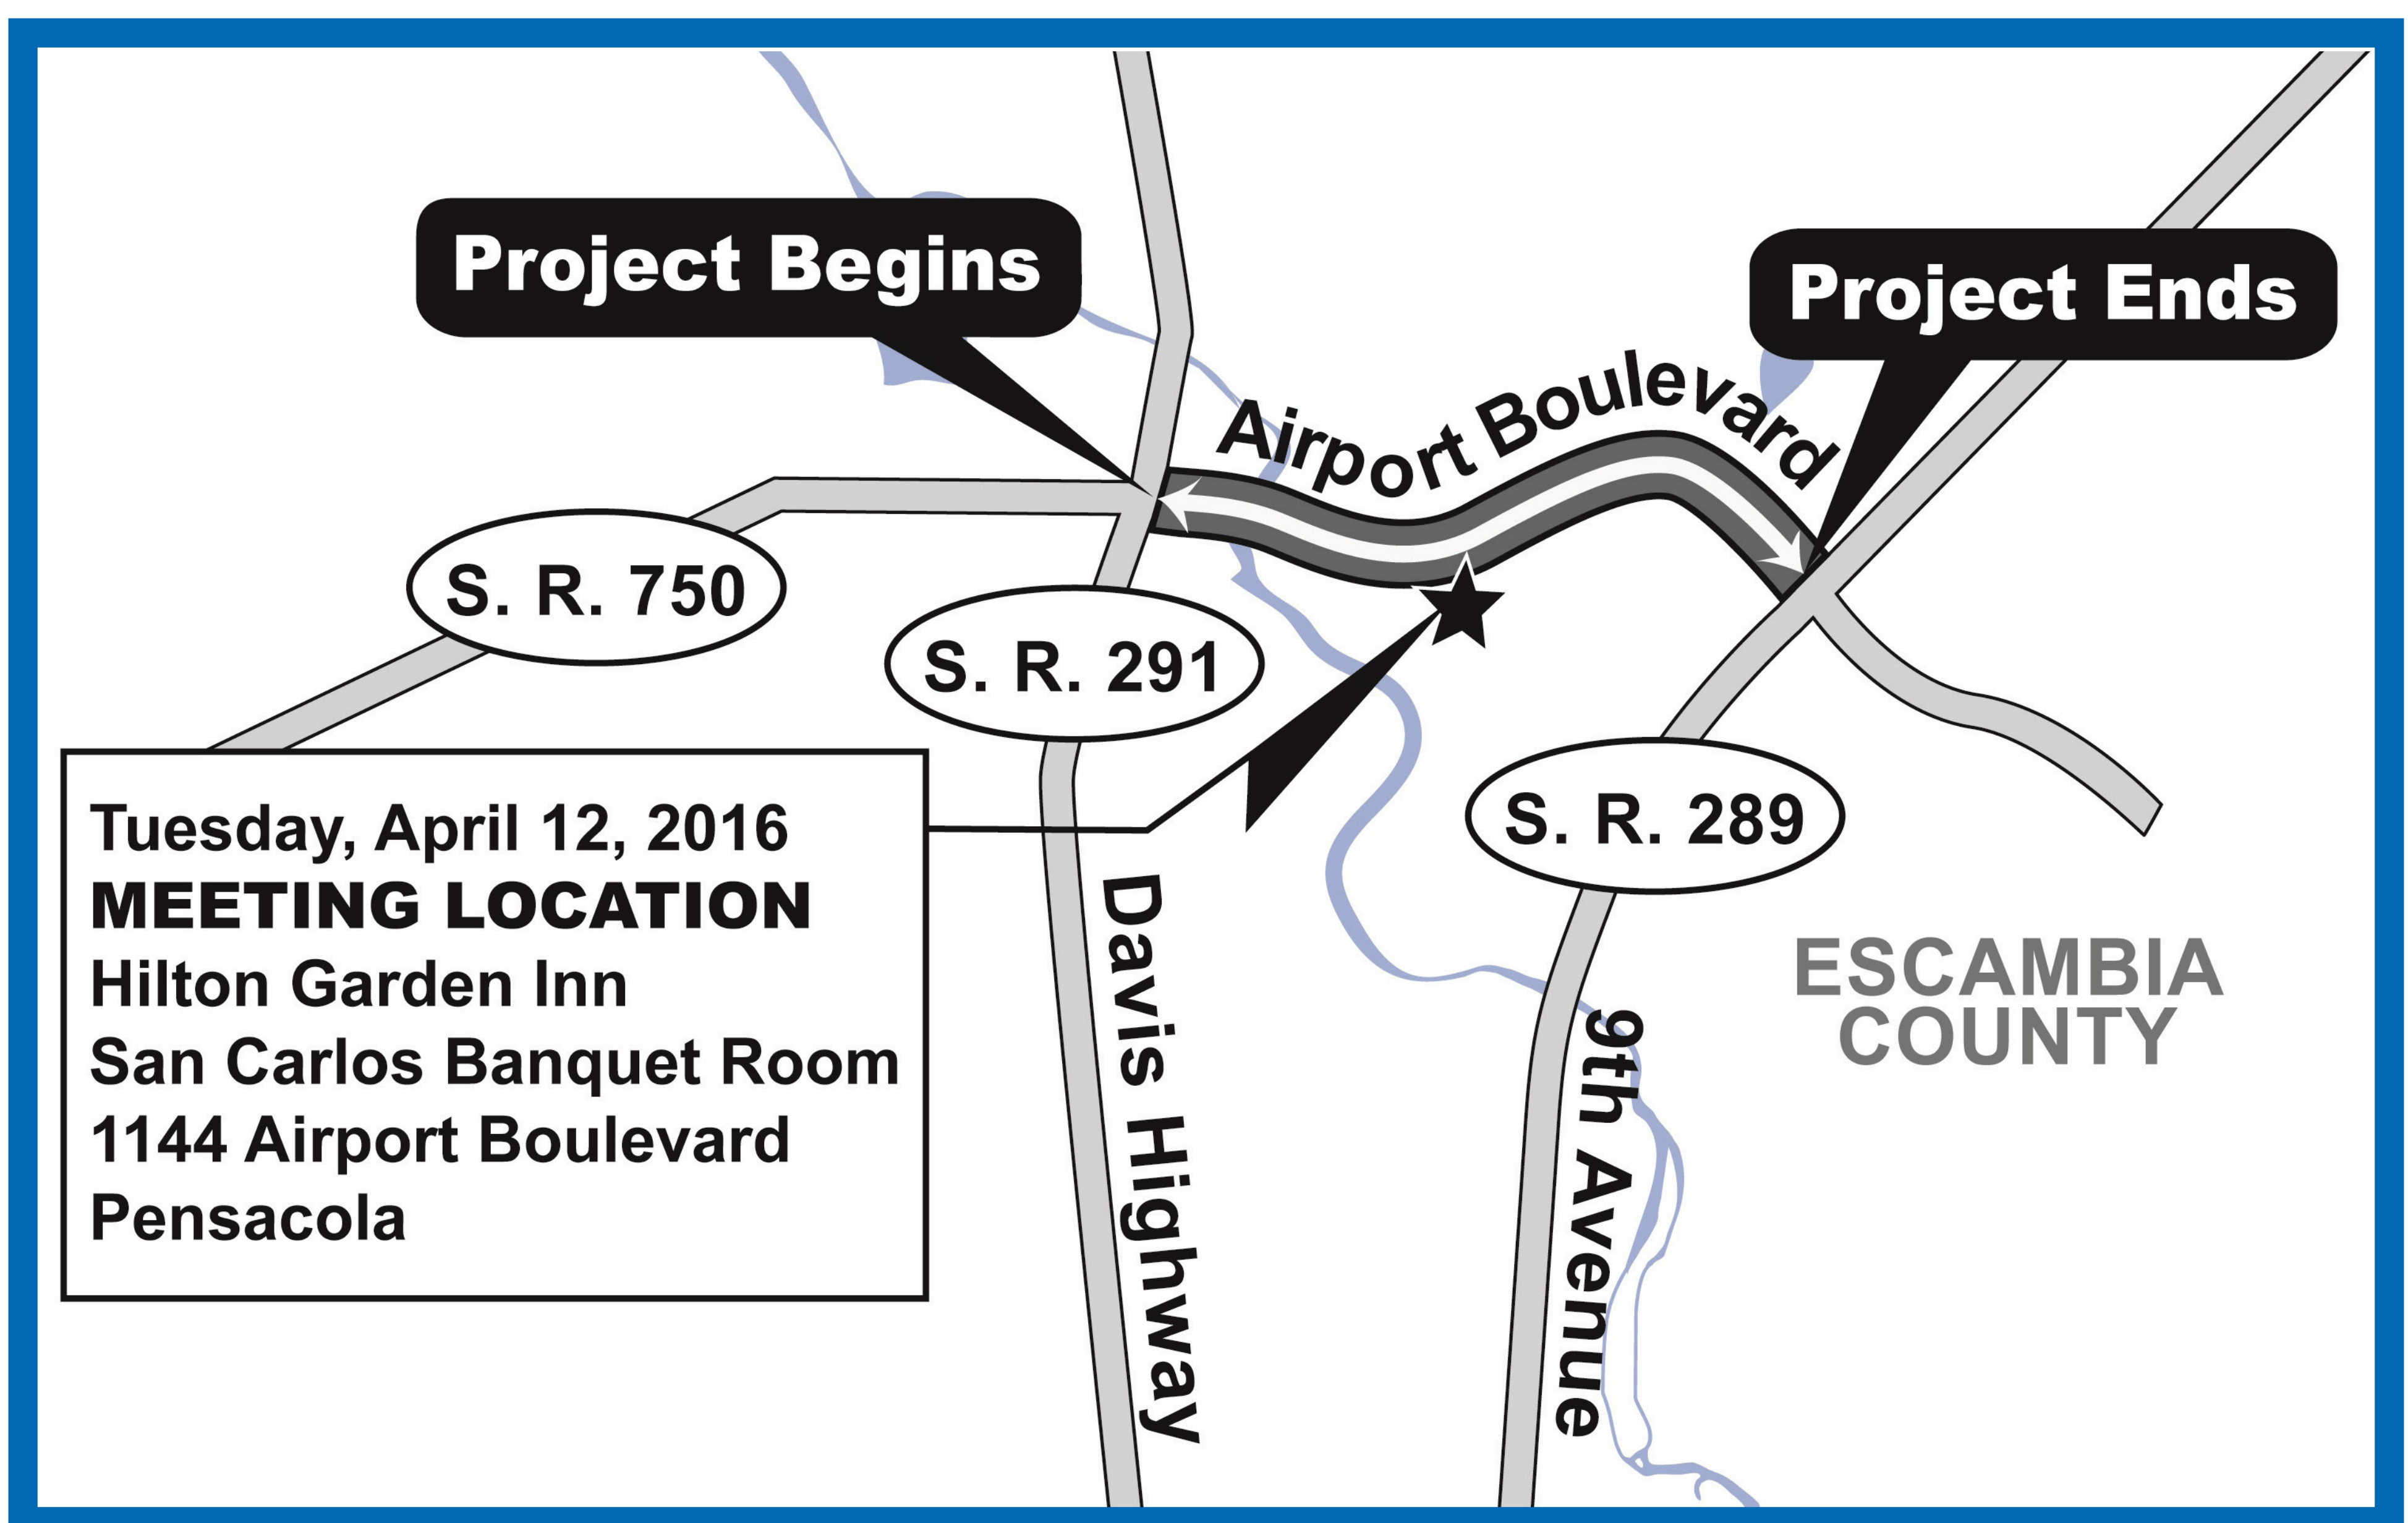 Project Begins
Project Ends
Airport Boulevard
S. R. 750
S. R. 291
S. R. 289
Tuesday, April 12, 2016
MEETING LOCATION
Hilton Garden Inn
San Carlos Banquet Room
1144 Airport Boulevard
Pensacola
Davis Highway
9th Avenue
ESCAMBIA
COUNTY